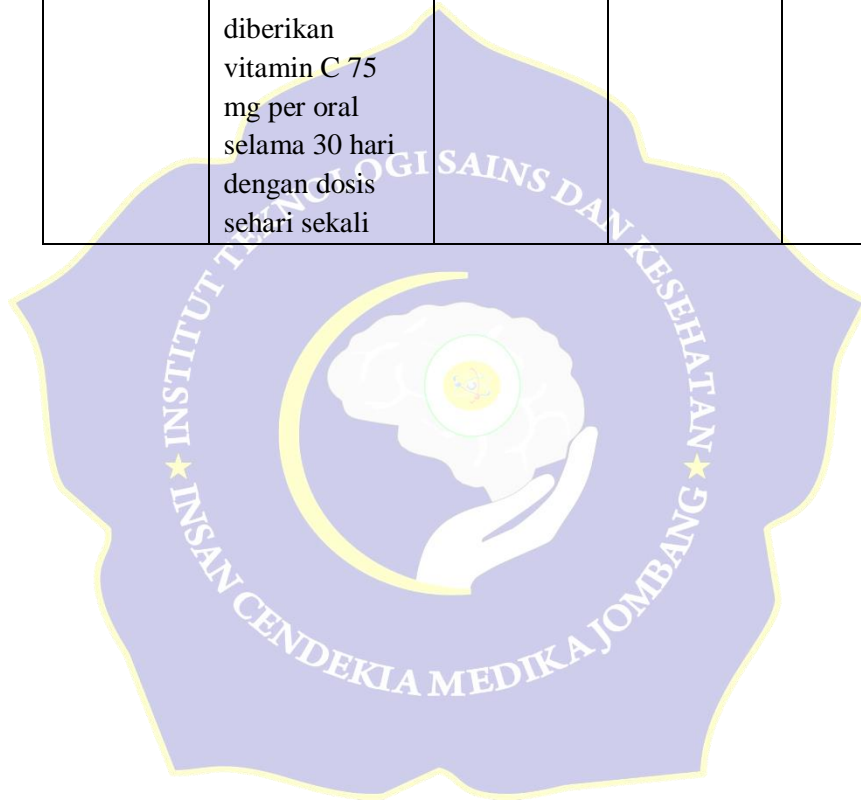 diberikan
vitamin C 75
mg per oral
selama 30 hari
dengan dosis
sehari sekali
INSTITUT TEKNOLOGI SAINS DAN KESEHATAN
INSAN CENDEKIA MEDIKA JOMBANG